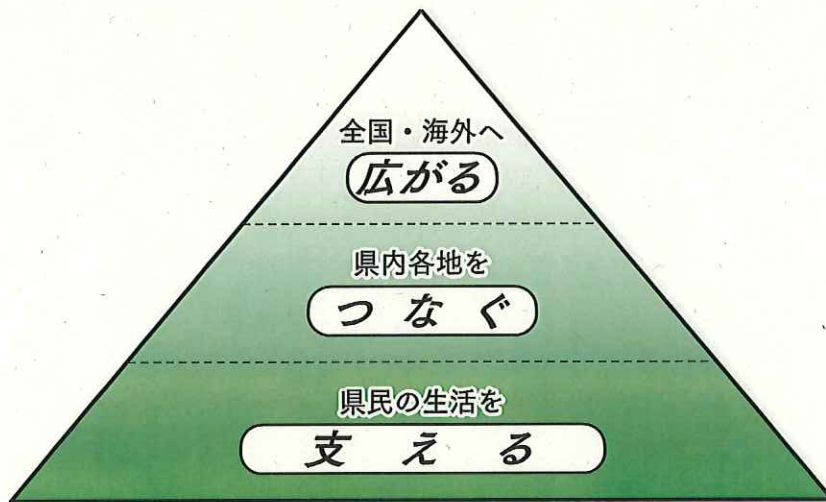 全国・海外へ
広がる
県内各地を
つなぐ
県民の生活を
支える